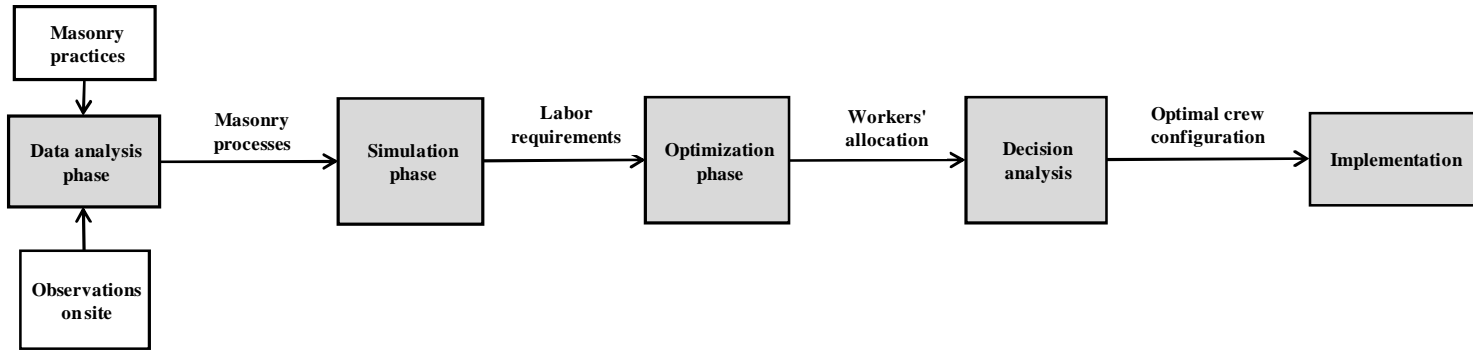 Masonry
practices
Data analysis
phase
Observations
on site
Masonry
processes
Simulation
phase
Labor
requirements
Optimization
phase
Workers'
allocation
Decision
analysis
Optimal crew
configuration
Implementation